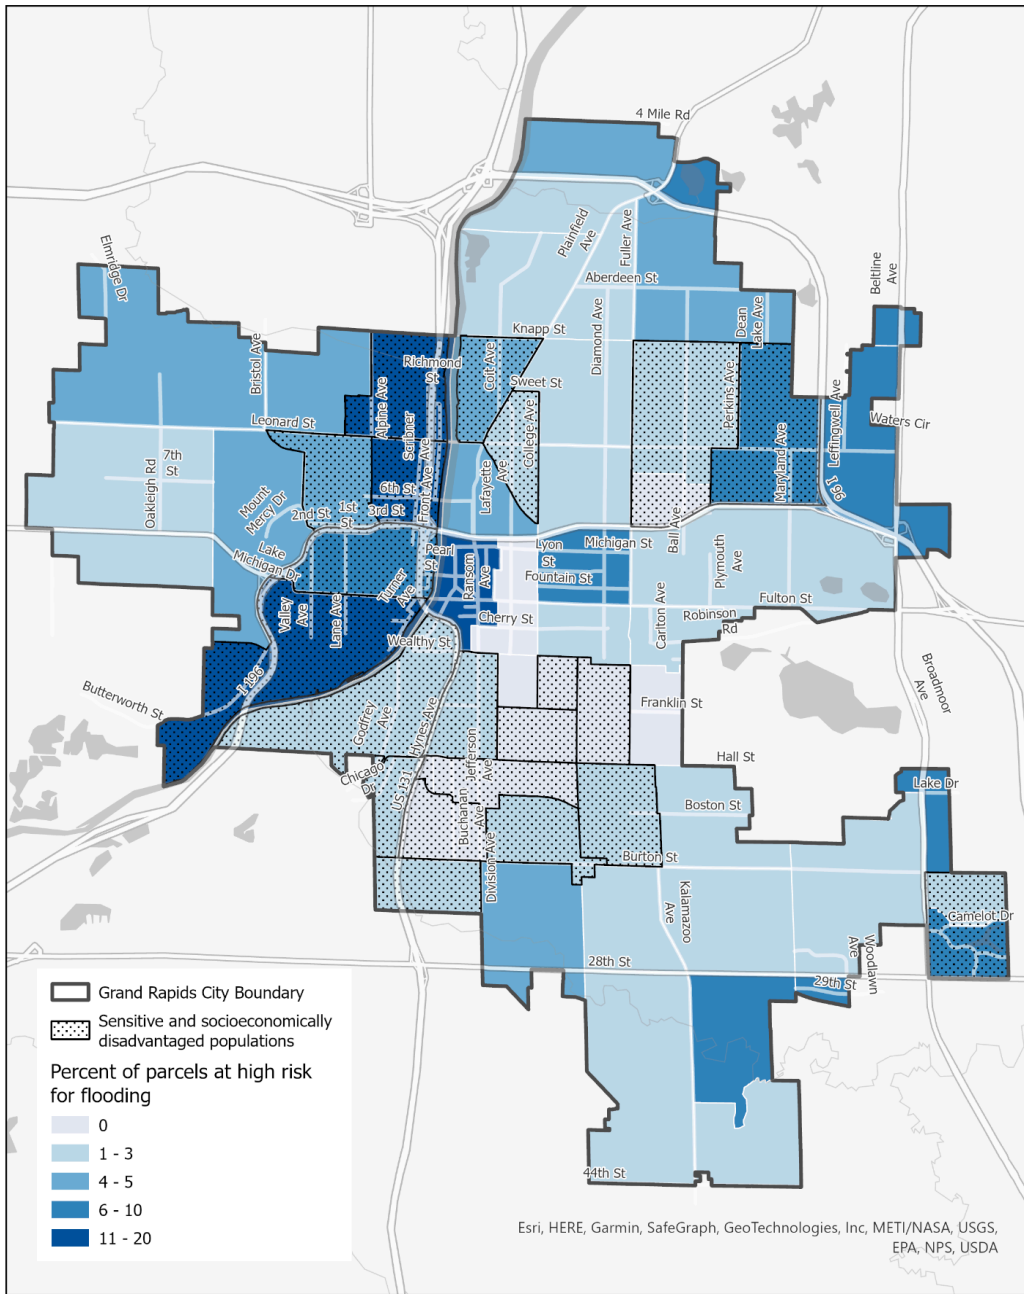 4 Mile Rd
Elmridge Dr
Plainfield
Ave
Fuller Ave
Beltline
Ave
Aberdeen St
Dean
Lake Ave
Knapp St
Diamond Ave
Bristol Ave
Richmond
St
Colt Ave
Sweet St
Alpine Ave
Scribner
Perkins Ave
Leffingwell Ave
Leonard St
College Ave
Waters Cir
7th
St
Oakleigh Rd
Lafayette
Ave
Maryland Ave
6th St
Front Ave
Ave
I 96
Mount
Mercy Dr
2nd St
1st
St
3rd St
Ball Ave
Lake
Michigan Dr
Pearl
St
Ransom
Ave
Lyon
St
Michigan St
Plymouth
Ave
Fountain St
Turner
Ave
Fulton St
Valley
Ave
Lane Ave
Cherry St
Carlton Ave
Robinson
Rd
Wealthy St
I 196
Butterworth St
Broadmoor
Ave
Godfrey
Ave
Hynes Ave
Franklin St
Jefferson
Ave
Hall St
Chicago
Dr
US 131
Lake Dr
Buchanan
Ave
Boston St
Division Ave
Burton St
Kalamazoo
Ave
Camelot Dr
Woodlawn
Ave
28th St
29th St
44th St
Grand Rapids City Boundary
Sensitive and socioeconomically
disadvantaged populations
Percent of parcels at high risk
for flooding
0
1 - 3
4 - 5
6 - 10
11 - 20
Esri, HERE, Garmin, SafeGraph, GeoTechnologies, Inc, METI/NASA, USGS,
EPA, NPS, USDA